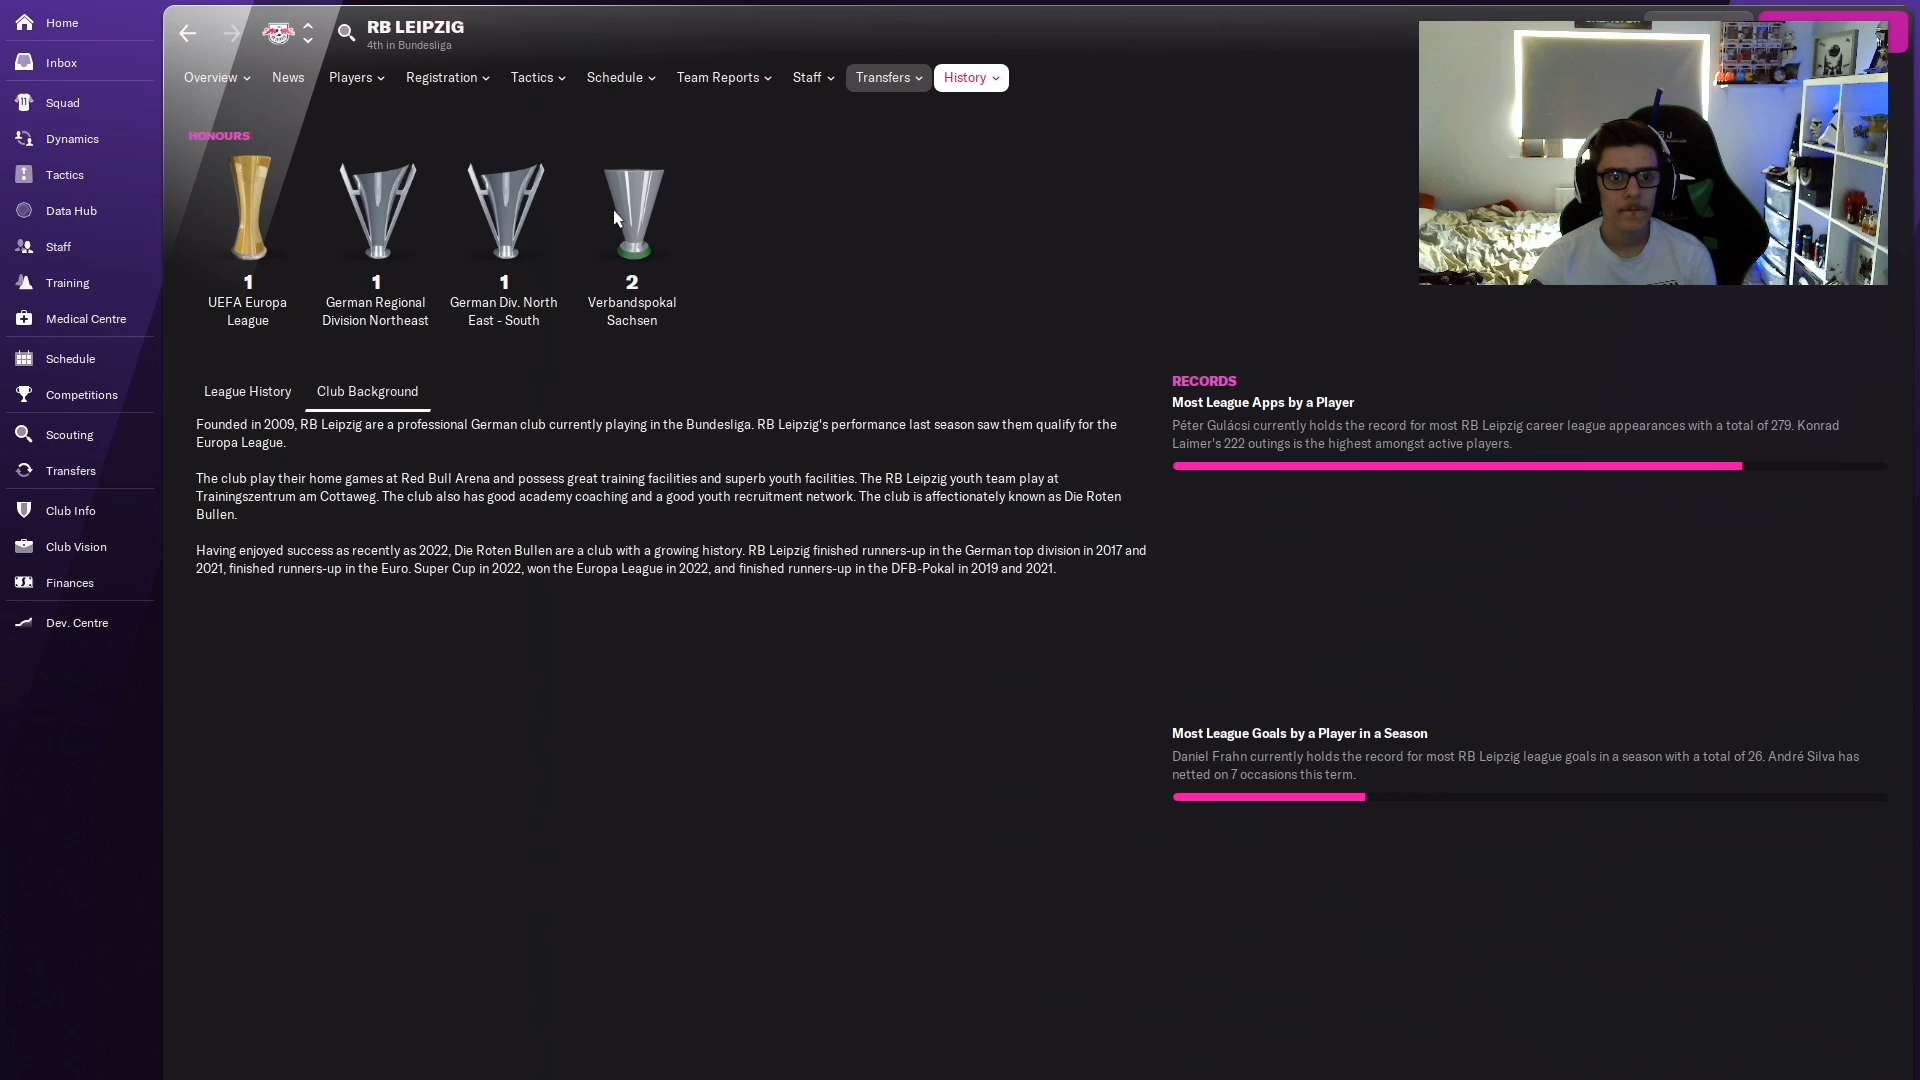 Home
Inbox
Squad
Dynamics
Tactics
Data Hub
Staff
Training
Medical Centre
Schedule
Competitions
Scouting
Transfers
Club Info
Club Vision
Finances
Dev. Centre
RB LEIPZIG
4th in Bundesliga
Overview News Players Registration Tactics Schedule Team Reports Staff Transfers History
HONOURS
1 1 1 2
UEFA Europa German Regional German Div. North Verbandspokal
League Division Northeast East - South Sachsen
League History Club Background
Founded in 2009, RB Leipzig are a professional German club currently playing in the Bundesliga. RB Leipzig's performance last season saw them qualify for the
Europa League.
The club play their home games at Red Bull Arena and possess great training facilities and superb youth facilities. The RB Leipzig youth team play at
Trainingszentrum am Cottaweg. The club also has good academy coaching and a good youth recruitment network. The club is affectionately known as Die Roten
Bullen.
Having enjoyed success as recently as 2022, Die Roten Bullen are a club with a growing history. RB Leipzig finished runners-up in the German top division in 2017 and
2021, finished runners-up in the Euro. Super Cup in 2022, won the Europa League in 2022, and finished runners-up in the DFB-Pokal in 2019 and 2021.
RECORDS
Most League Apps by a Player
Péter Gulácsi currently holds the record for most RB Leipzig career league appearances with a total of 279. Konrad
Laimer's 222 outings is the highest amongst active players.
Most League Goals by a Player in a Season
Daniel Frahn currently holds the record for most RB Leipzig league goals in a season with a total of 26. André Silva has
netted on 7 occasions this term.